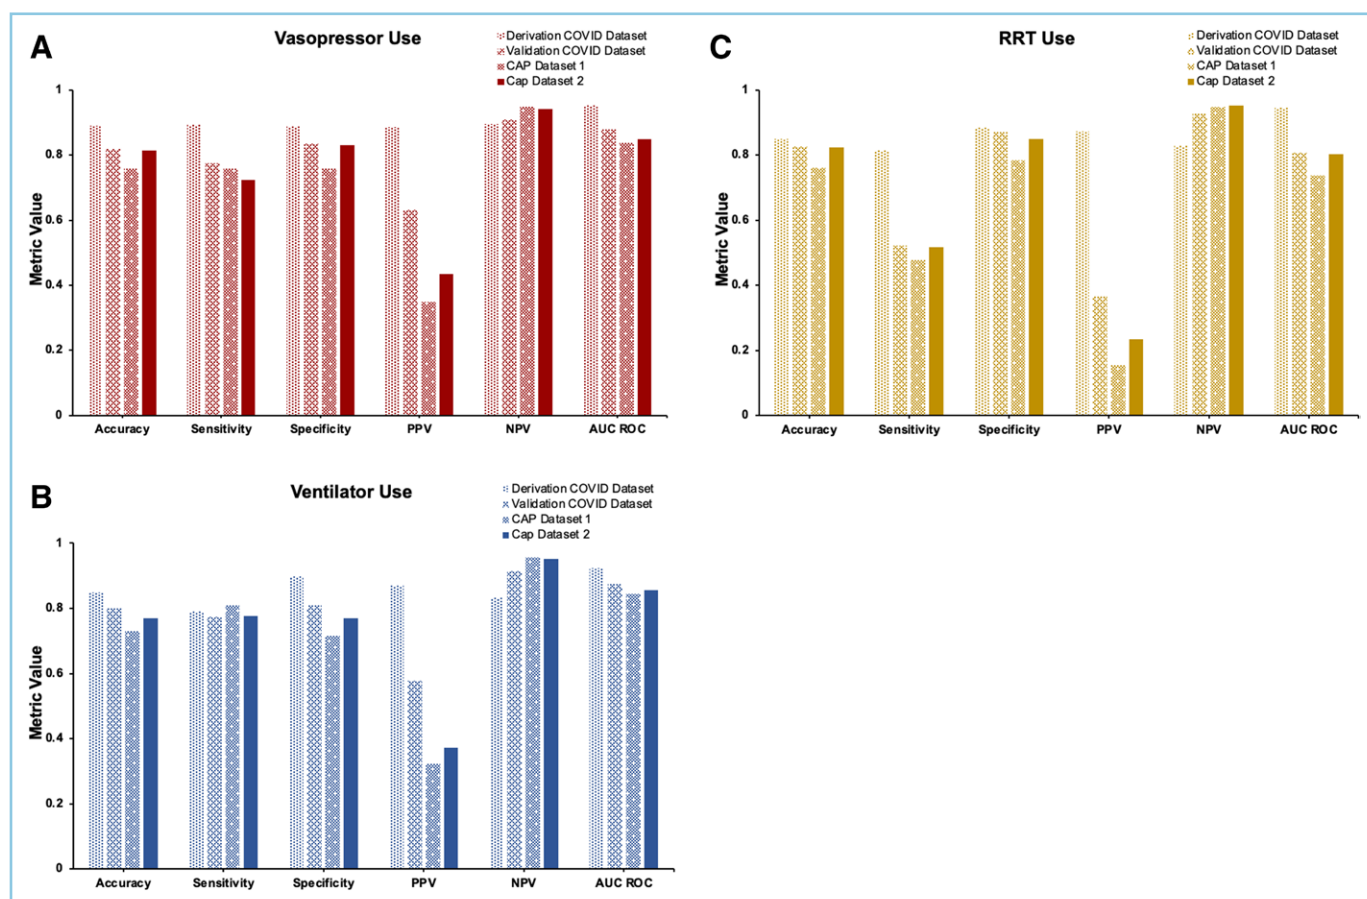 A
Vasopressor Use
Derivation COVID Dataset
Validation COVID Dataset
CAP Dataset 1
Cap Dataset 2
Metric Value
1
0.8
0.6
0.4
0.2
0
Accuracy Sensitivity Specificity PPV NPV AUC ROC
C
RRT Use
Derivation COVID Dataset
Validation COVID Dataset
CAP Dataset 1
Cap Dataset 2
Metric Value
1
0.8
0.6
0.4
0.2
0
Accuracy Sensitivity Specificity PPV NPV AUC ROC
B
Ventilator Use
Derivation COVID Dataset
Validation COVID Dataset
CAP Dataset 1
Cap Dataset 2
Metric Value
1
0.8
0.6
0.4
0.2
0
Accuracy Sensitivity Specificity PPV NPV AUC ROC